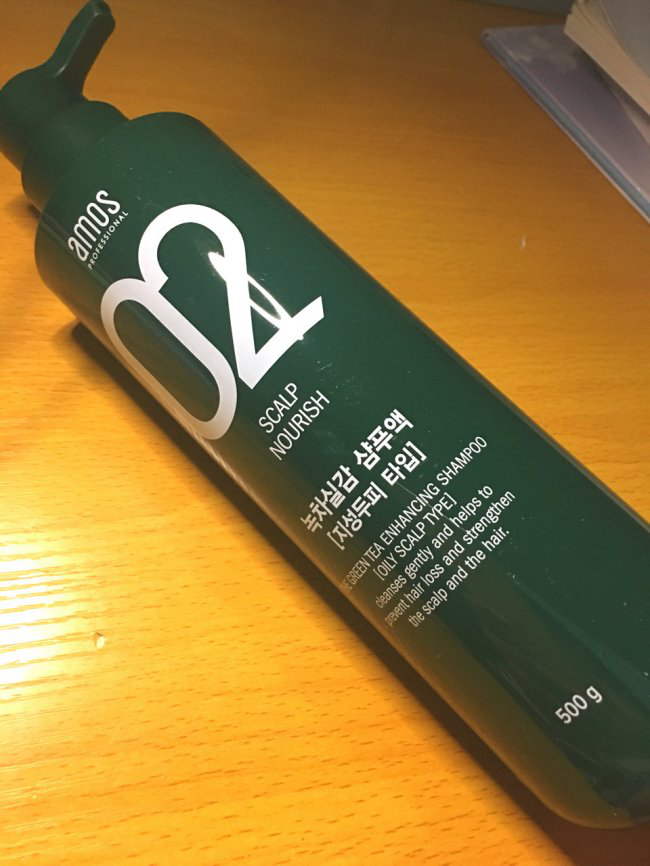 amos
PROFESSIONAL
02
SCALP
NOURISH
녹차실감 샴푸액
[지성두피 타입]
THE GREEN TEA ENHANCING SHAMPOO
[OILY SCALP TYPE]
cleanses gently and helps to
prevent hair loss and strengthen
the scalp and the hair.
500 g